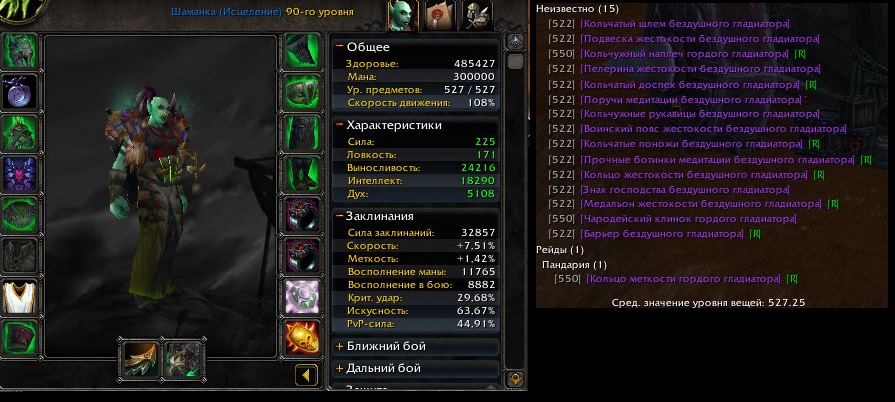 Шаманка (Исцеление) 90-го уровня
− Общее
Здоровье: 485427
Мана: 300000
Ур. предметов: 527 / 527
Скорость движения: 108%
− Характеристики
Сила: 225
Ловкость: 171
Выносливость: 24216
Интеллект: 18290
Дух: 5108
− Заклинания
Сила заклинаний: 32857
Скорость: +7,51%
Меткость: +1,42%
Восполнение маны: 11765
Восполнение в бою: 8882
Крит. удар: 29,68%
Искусность: 63,67%
PvP-сила: 44,91%
+ Ближний бой
+ Дальний бой
Неизвестно (15)
[522] [Кольчатый шлем бездушного гладиатора]
[522] [Подвеска жестокости бездушного гладиатора]
[550] [Кольчужный наплеч гордого гладиатора] [R]
[522] [Пелерина жестокости бездушного гладиатора]
[522] [Кольчатый доспех бездушного гладиатора] [R]
[522] [Поручи медитации бездушного гладиатора]
[522] [Кольчужные рукавицы бездушного гладиатора]
[522] [Воинский пояс жестокости бездушного гладиатора]
[522] [Кольчатые поножи бездушного гладиатора] [R]
[522] [Прочные ботинки медитации бездушного гладиатора] [R]
[522] [Кольцо жестокости бездушного гладиатора] [R]
[522] [Знак господства бездушного гладиатора]
[522] [Медальон жестокости бездушного гладиатора] [R]
[550] [Чародейский клинок гордого гладиатора]
[522] [Барьер бездушного гладиатора] [R]
Рейды (1)
Пандария (1)
[550] [Кольцо меткости гордого гладиатора] [R]
Сред. значение уровня вещей: 527.25